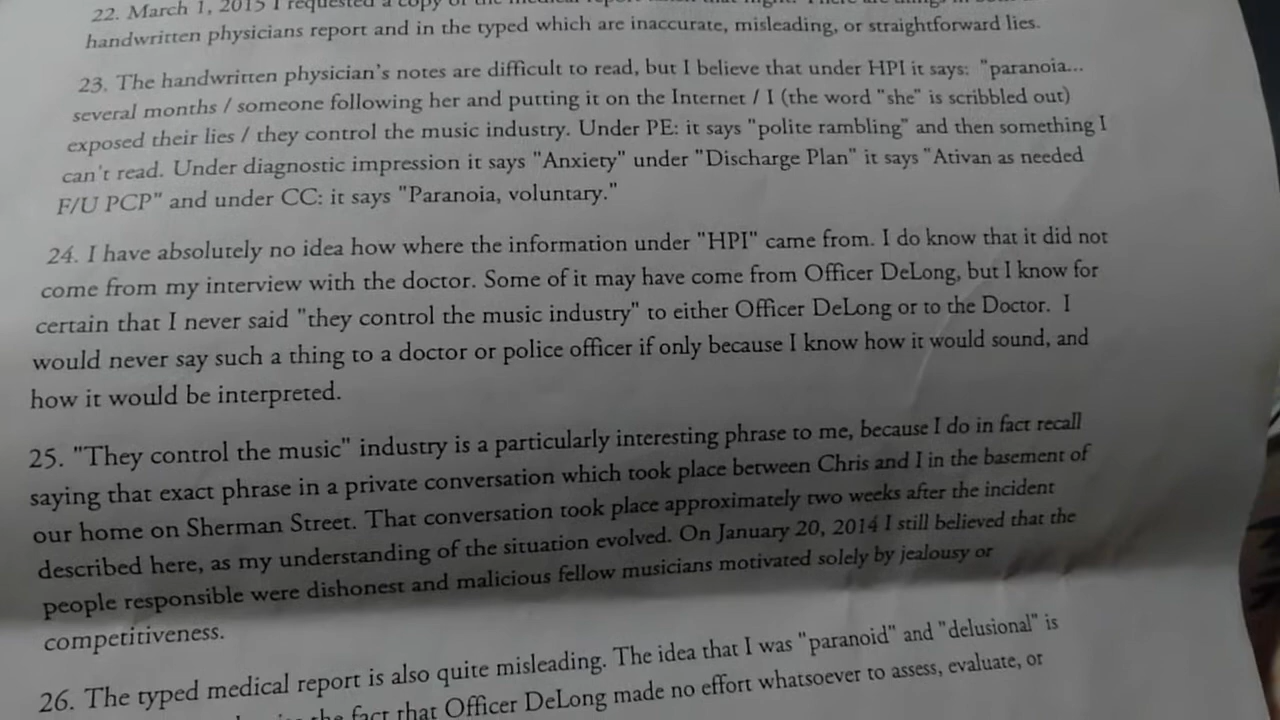 22. March 1, 2015 I requested a copy of the medical report
handwritten physicians report and in the typed which are inaccurate, misleading, or straightforward lies.
23. The handwritten physician's notes are difficult to read, but I believe that under HPI it says: "paranoia...
several months / someone following her and putting it on the Internet / I (the word "she" is scribbled out)
exposed their lies / they control the music industry. Under PE: it says "polite rambling" and then something I
can't read. Under diagnostic impression it says "Anxiety" under "Discharge Plan" it says "Ativan as needed
F/U PCP" and under CC: it says "Paranoia, voluntary."
24. I have absolutely no idea how where the information under "HPI" came from. I do know that it did not
come from my interview with the doctor. Some of it may have come from Officer DeLong, but I know for
certain that I never said "they control the music industry" to either Officer DeLong or to the Doctor. I
would never say such a thing to a doctor or police officer if only because I know how it would sound, and
how it would be interpreted.
25. "They control the music" industry is a particularly interesting phrase to me, because I do in fact recall
saying that exact phrase in a private conversation which took place between Chris and I in the basement of
our home on Sherman Street. That conversation took place approximately two weeks after the incident
described here, as my understanding of the situation evolved. On January 20, 2014 I still believed that the
people responsible were dishonest and malicious fellow musicians motivated solely by jealousy or
competitiveness.
26. The typed medical report is also quite misleading. The idea that I was "paranoid" and "delusional" is
the fact that Officer DeLong made no effort whatsoever to assess, evaluate, or